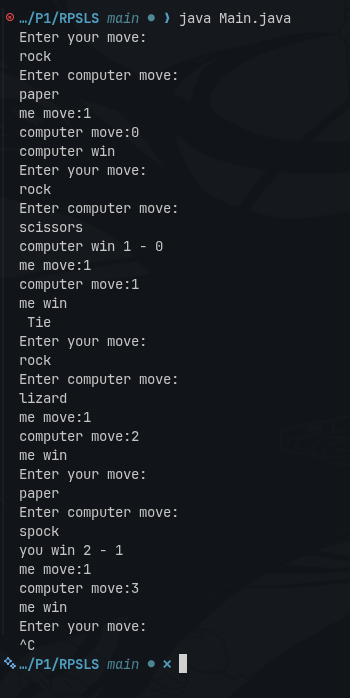 …/P1/RPSLS main ● ❯ java Main.java
Enter your move:
rock
Enter computer move:
paper
me move:1
computer move:0
computer win
Enter your move:
rock
Enter computer move:
scissors
computer win 1 - 0
me move:1
computer move:1
me win
 Tie
Enter your move:
rock
Enter computer move:
lizard
me move:1
computer move:2
me win
Enter your move:
paper
Enter computer move:
spock
you win 2 - 1
me move:1
computer move:3
me win
Enter your move:
^C
…/P1/RPSLS main ● ×